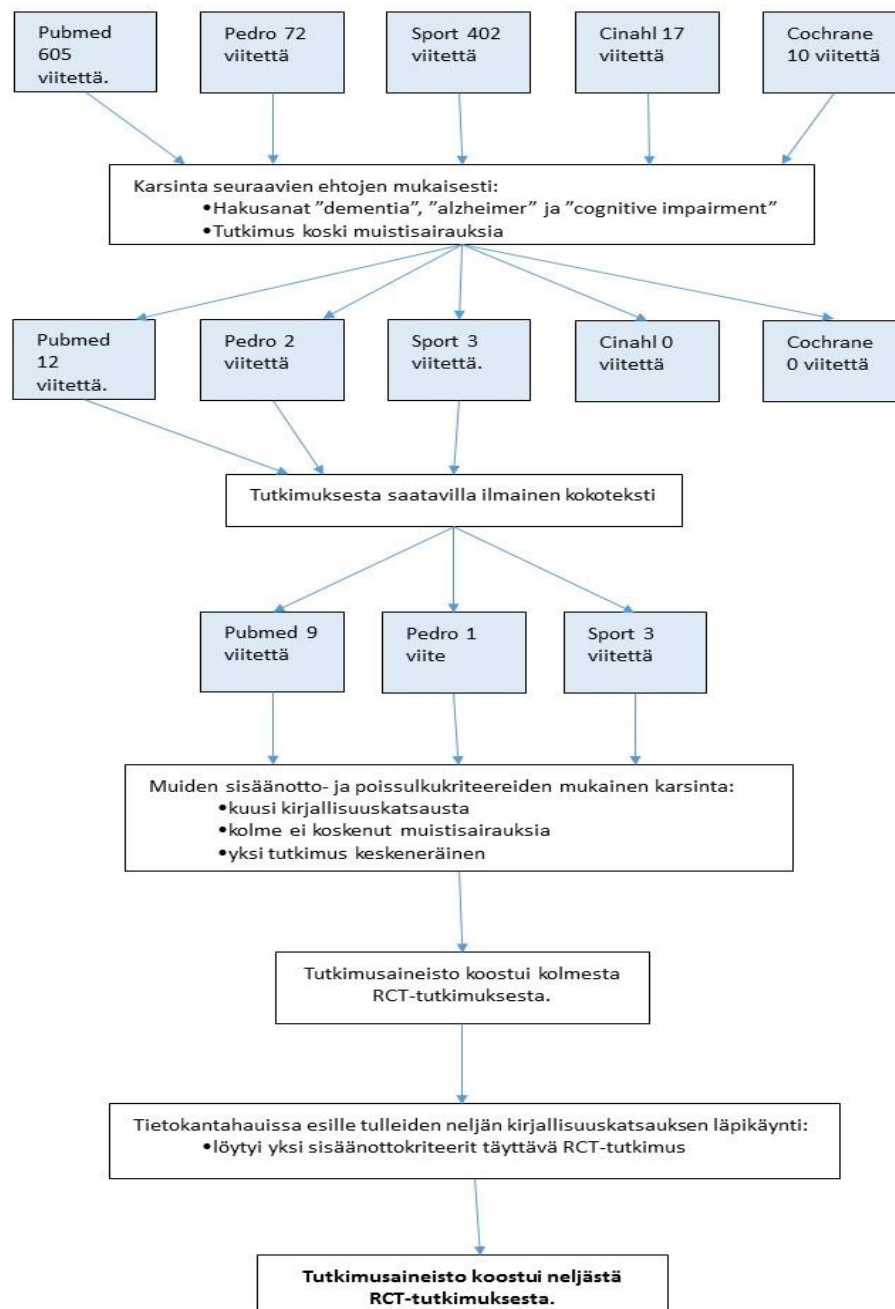 Pubmed
605
viitettä.
Pedro 72
viitettä
Sport 402
viitettä
Cinahl 17
viitettä
Cochrane
10 viitettä
Karsinta seuraavien ehtojen mukaisesti:
•Hakusanat ”dementia”, ”alzheimer” ja ”cognitive impairment”
•Tutkimus koski muistisairauksia
Pubmed
12
viitettä.
Pedro 2
viitettä
Sport 3
viitettä.
Cinahl 0
viitettä
Cochrane
0 viitettä
Tutkimuksesta saatavilla ilmainen kokoteksti
Pubmed 9
viitettä
Pedro 1
viite
Sport 3
viitettä
Muiden sisäänotto- ja poissulkukriteereiden mukainen karsinta:
•kuusi kirjallisuuskatsausta
•kolme ei koskenut muistisairauksia
•yksi tutkimus keskeneräinen
Tutkimusaineisto koostui kolmesta
RCT-tutkimuksesta.
Tietokantahauissa esille tulleiden neljän kirjallisuuskatsauksen läpikäynti:
•löytyi yksi sisäänottokriteerit täyttävä RCT-tutkimus
Tutkimusaineisto koostui neljästä
RCT-tutkimuksesta.